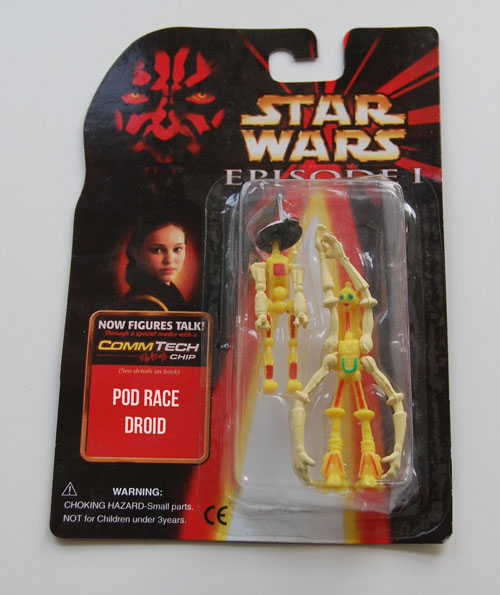 STAR
WARS
EPISODE I
NOW FIGURES TALK!
Through a special reader with a
COMMTECH
CHIP
(See details on back)
POD RACE
DROID
WARNING:
CHOKING HAZARD-Small parts.
NOT for Children under 3years.
CE